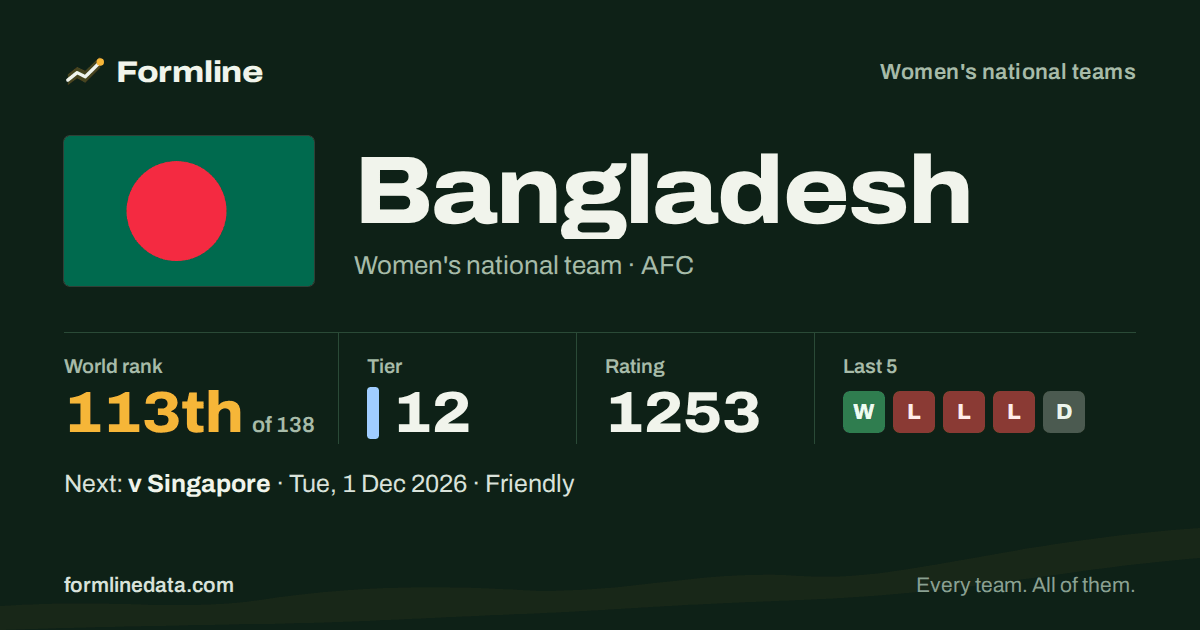 Formline
Women's national teams
Bangladesh
Women's national team · AFC
World rank
113th of 138
Tier
12
Rating
1253
Last 5
W L L L D
Next: v Singapore · Tue, 1 Dec 2026 · Friendly
formlinedata.com
Every team. All of them.